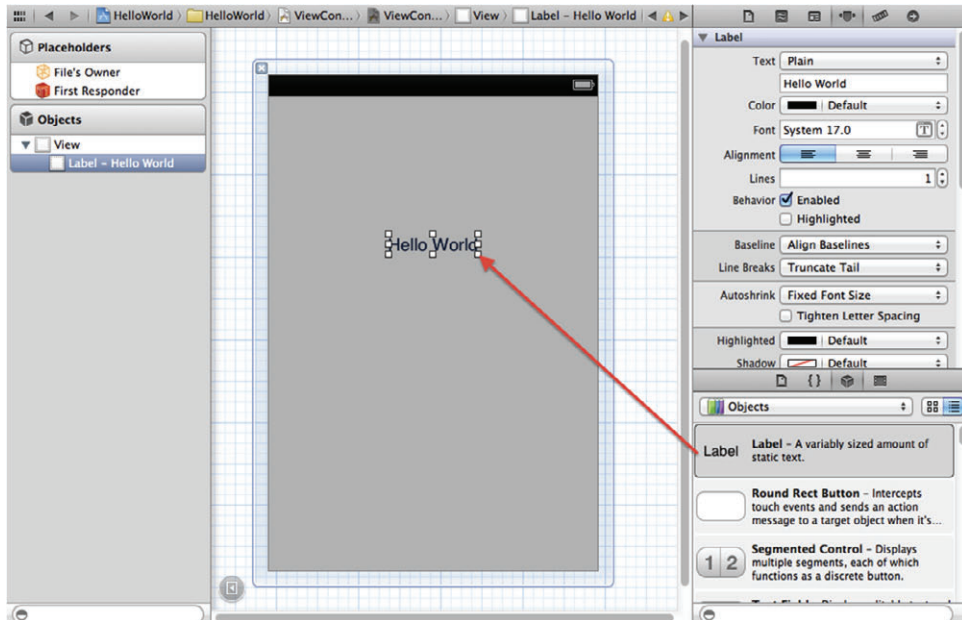 HelloWorld HelloWorld ViewCon... ViewCon... View Label – Hello World
Placeholders
File's Owner
First Responder
Objects
View
Label – Hello World
Hello World
Label
Text Plain
Hello World
Color Default
Font System 17.0 T
Alignment
Lines 1
Behavior Enabled
Highlighted
Baseline Align Baselines
Line Breaks Truncate Tail
Autoshrink Fixed Font Size
Tighten Letter Spacing
Highlighted Default
Shadow Default
{ }
Objects
Label
Label – A variably sized amount of
static text.
Round Rect Button – Intercepts
touch events and sends an action
message to a target object when it's...
1 2
Segmented Control – Displays
multiple segments, each of which
functions as a discrete button.